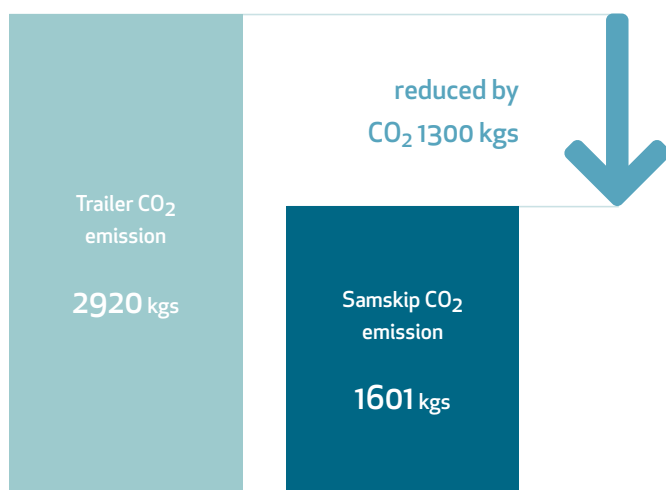 reduced by
CO₂ 1300 kgs
Trailer CO₂
emission
2920 kgs
Samskip CO₂
emission
1601 kgs